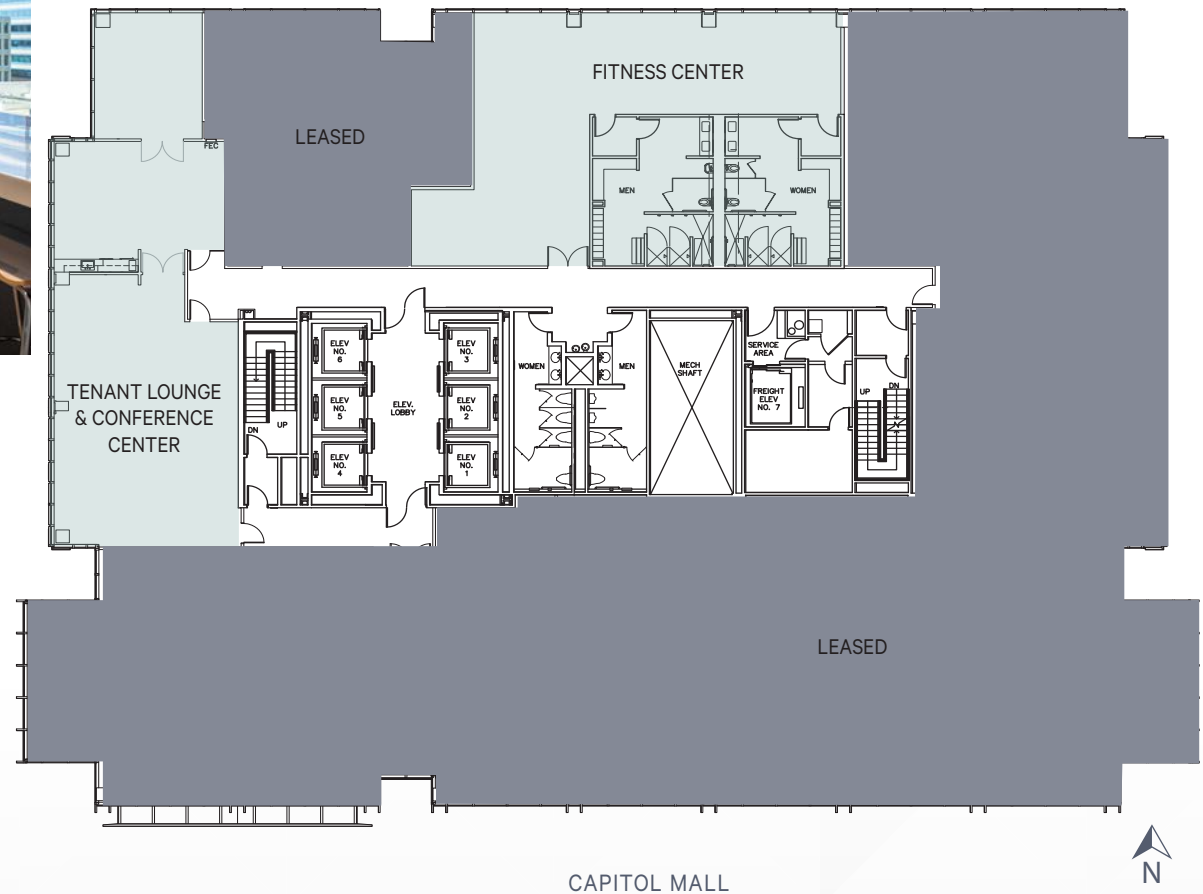 FITNESS CENTER
LEASED
FEC
MEN
WOMEN
TENANT LOUNGE
& CONFERENCE
CENTER
ELEV
NO.
6
ELEV
NO.
5
ELEV
NO.
4
ELEV.
LOBBY
ELEV
NO.
3
ELEV
NO.
2
ELEV
NO.
1
DN
UP
WOMEN
MEN
MECH
SHAFT
SERVICE
AREA
FREIGHT
ELEV
NO. 7
UP
DN
LEASED
CAPITOL MALL
N